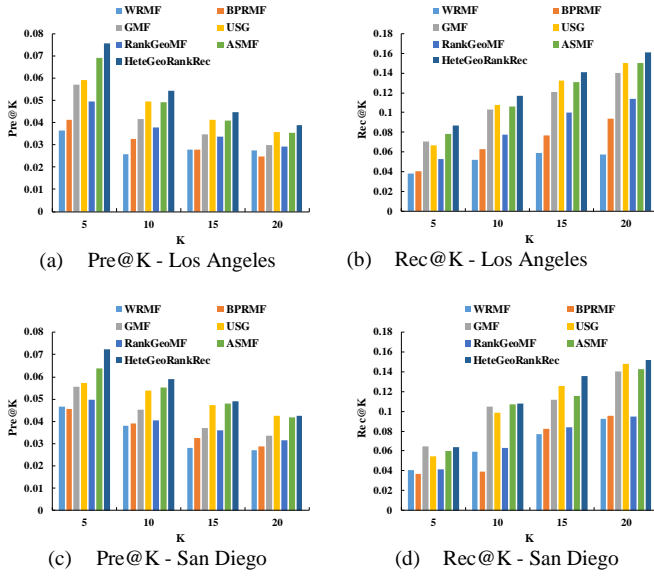 WRMF BPRMF
GMF USG
RankGeoMF ASMF
HeteGeoRankRec
0.08
0.07
0.06
0.05
0.04
0.03
0.02
0.01
0
Pre@K
5 10 15 20
K
(a) Pre@K - Los Angeles
WRMF BPRMF
GMF USG
RankGeoMF ASMF
HeteGeoRankRec
0.18
0.16
0.14
0.12
0.1
0.08
0.06
0.04
0.02
0
Rec@K
5 10 15 20
K
(b) Rec@K - Los Angeles
WRMF BPRMF
GMF USG
RankGeoMF ASMF
HeteGeoRankRec
0.08
0.07
0.06
0.05
0.04
0.03
0.02
0.01
0
Pre@K
5 10 15 20
K
(c) Pre@K - San Diego
WRMF BPRMF
GMF USG
RankGeoMF ASMF
HeteGeoRankRec
0.18
0.16
0.14
0.12
0.1
0.08
0.06
0.04
0.02
0
Rec@K
5 10 15 20
K
(d) Rec@K - San Diego